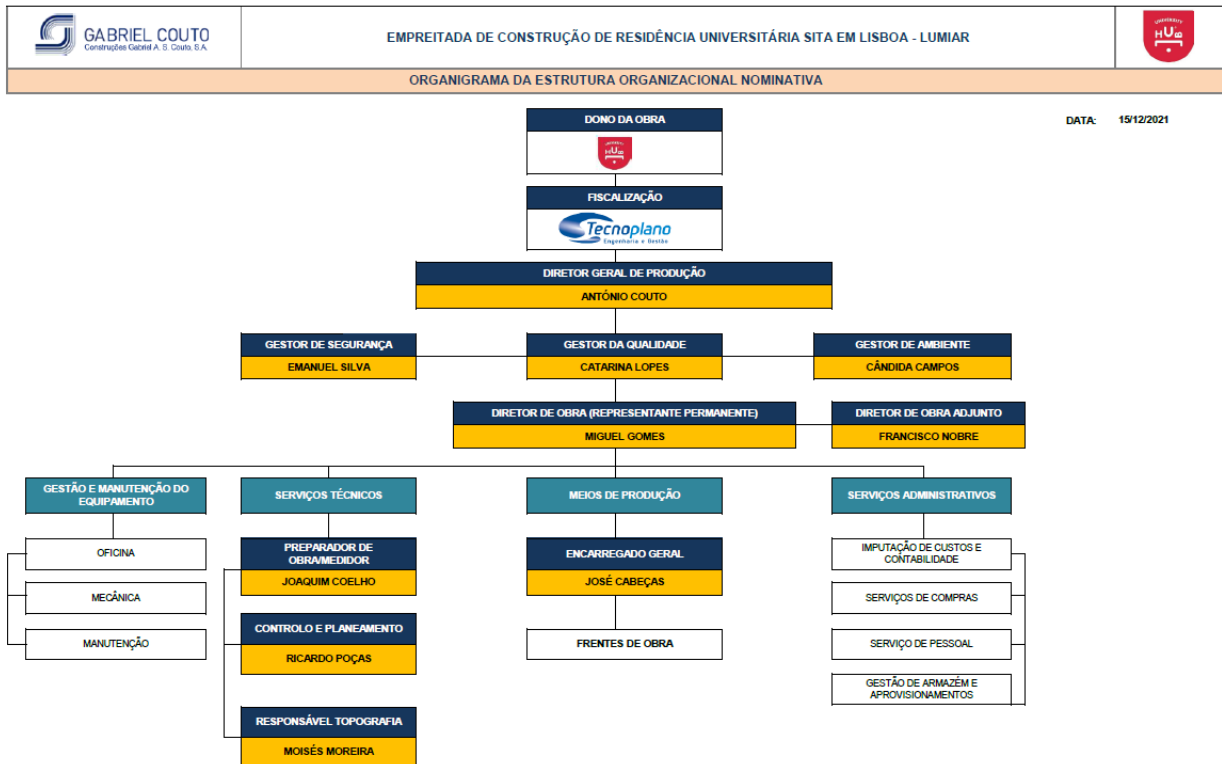 GABRIEL COUTO
Construções Gabriel A. S. Couto, S.A.
EMPREITADA DE CONSTRUÇÃO DE RESIDÊNCIA UNIVERSITÁRIA SITA EM LISBOA - LUMIAR
UNIVERSITY
HUB
ORGANIGRAMA DA ESTRUTURA ORGANIZACIONAL NOMINATIVA
DATA: 15/12/2021
DONO DA OBRA
UNIVERSITY
HUB
FISCALIZAÇÃO
Tecnoplano
Engenharia e Gestão
DIRETOR GERAL DE PRODUÇÃO
ANTÓNIO COUTO
GESTOR DE SEGURANÇA
EMANUEL SILVA
GESTOR DA QUALIDADE
CATARINA LOPES
GESTOR DE AMBIENTE
CÂNDIDA CAMPOS
DIRETOR DE OBRA (REPRESENTANTE PERMANENTE)
MIGUEL GOMES
DIRETOR DE OBRA ADJUNTO
FRANCISCO NOBRE
GESTÃO E MANUTENÇÃO DO
EQUIPAMENTO
OFICINA
MECÂNICA
MANUTENÇÃO
SERVIÇOS TÉCNICOS
PREPARADOR DE
OBRA/MEDIDOR
JOAQUIM COELHO
CONTROLO E PLANEAMENTO
RICARDO POÇAS
RESPONSÁVEL TOPOGRAFIA
MOISÉS MOREIRA
MEIOS DE PRODUÇÃO
ENCARREGADO GERAL
JOSÉ CABEÇAS
FRENTES DE OBRA
SERVIÇOS ADMINISTRATIVOS
IMPUTAÇÃO DE CUSTOS E
CONTABILIDADE
SERVIÇOS DE COMPRAS
SERVIÇO DE PESSOAL
GESTÃO DE ARMAZÉM E
APROVISIONAMENTOS